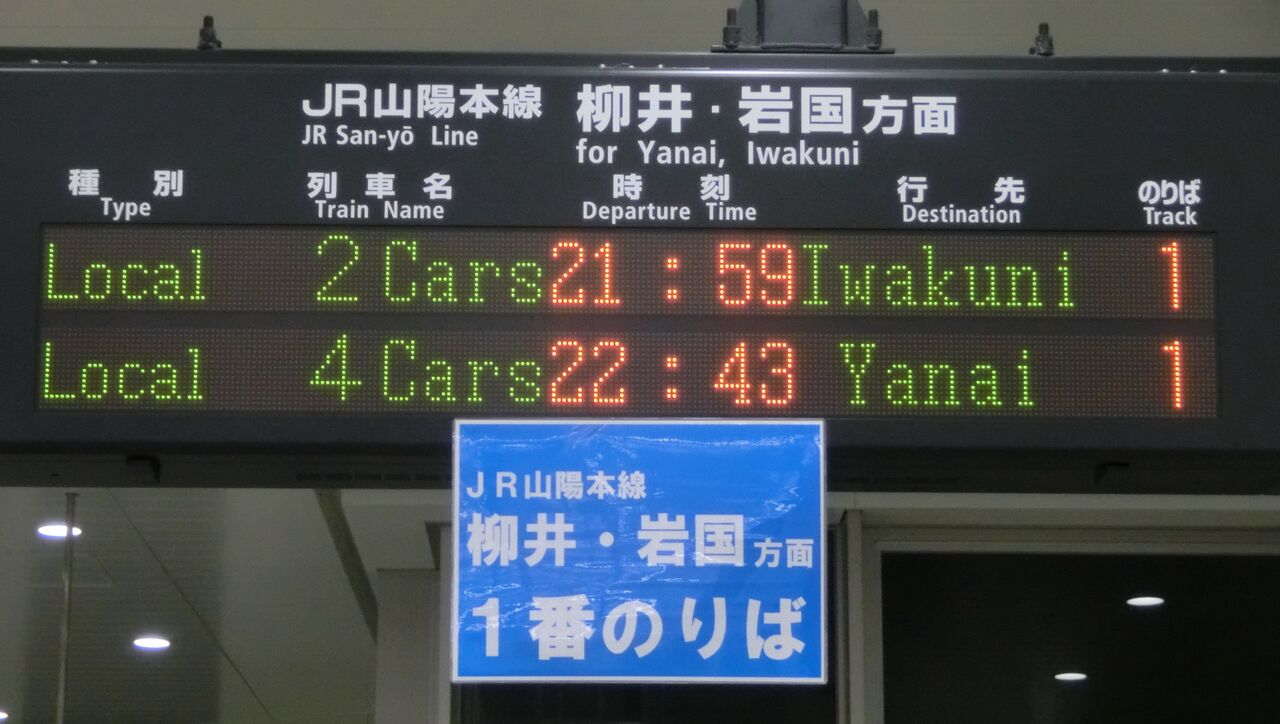 JR山陽本線 柳井・岩国方面
JR San-yō Line for Yanai, Iwakuni
種別 列車名 時刻 行先 のりば
Type Train Name Departure Time Destination Track
Local 2 Cars 21:59 Iwakuni 1
Local 4 Cars 22:43 Yanai 1
JR山陽本線
柳井・岩国方面
1番のりば